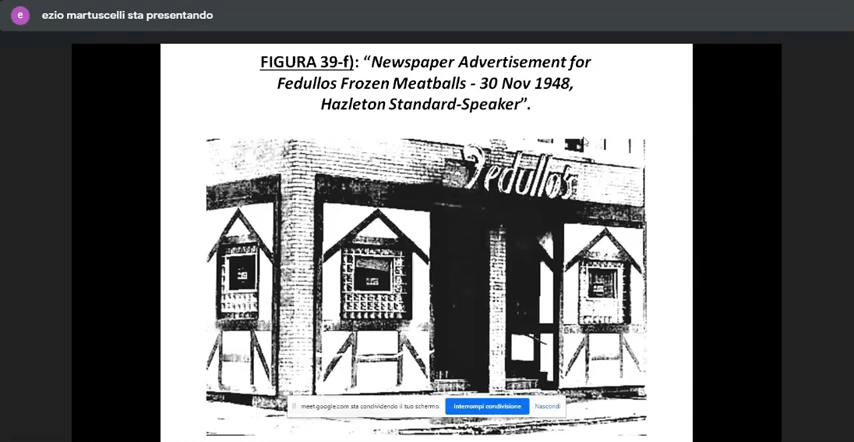 e ezio martuscelli sta presentando
FIGURA 39-f): “Newspaper Advertisement for
Fedullos Frozen Meatballs - 30 Nov 1948,
Hazleton Standard-Speaker”.
Fedullo's
meet.google.com sta condividendo il tuo schermo. Interrompi condivisione Nascondi